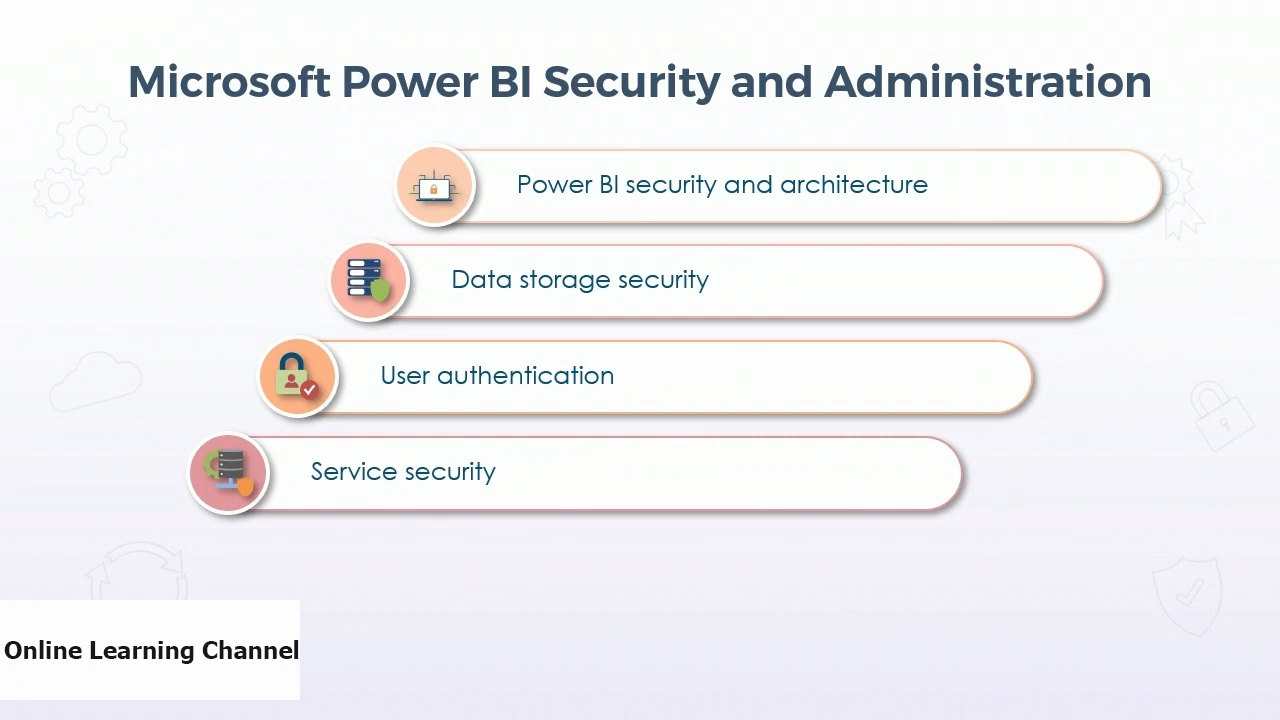 Microsoft Power BI Security and Administration
Power BI security and architecture
Data storage security
User authentication
Service security
Online Learning Channel